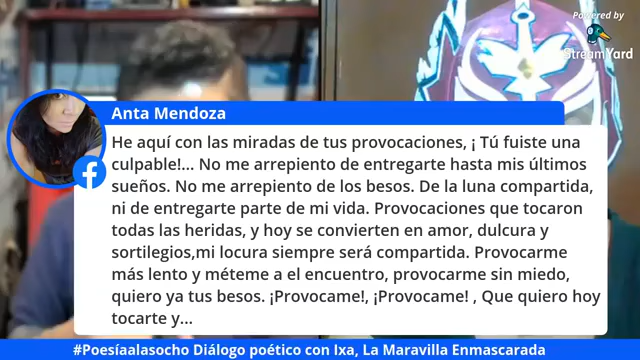 Powered by
StreamYard
Anta Mendoza
He aquí con las miradas de tus provocaciones, ¡ Tú fuiste una
culpable!... No me arrepiento de entregarte hasta mis últimos
sueños. No me arrepiento de los besos. De la luna compartida,
ni de entregarte parte de mi vida. Provocaciones que tocaron
todas las heridas, y hoy se convierten en amor, dulcura y
sortilegios,mi locura siempre será compartida. Provocarme
más lento y méteme a el encuentro, provocarme sin miedo,
quiero ya tus besos. ¡Provocame!, ¡Provocame! , Que quiero hoy
tocarte y...
#Poesíaalasocho Diálogo poético con Ixa, La Maravilla Enmascarada